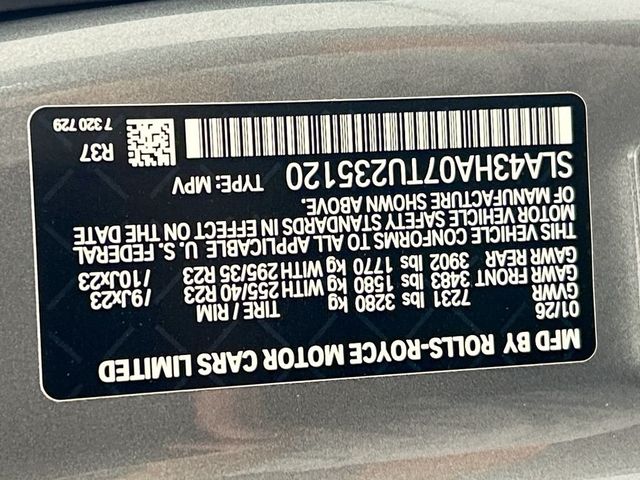 MFD BY ROLLS-ROYCE MOTOR CARS LIMITED
01/26
GVWR 7231 lbs 3280 kg TIRE / RIM
GAWR FRONT 3483 lbs 1580 kg WITH 255/40 R23 /9Jx23
GAWR REAR 3902 lbs 1770 kg WITH 295/35 R23 /10Jx23
THIS VEHICLE CONFORMS TO ALL APPLICABLE U. S. FEDERAL
MOTOR VEHICLE SAFETY STANDARDS IN EFFECT ON THE DATE
OF MANUFACTURE SHOWN ABOVE.
SLA43HA07TU235120 TYPE: MPV
R37
7 320 729